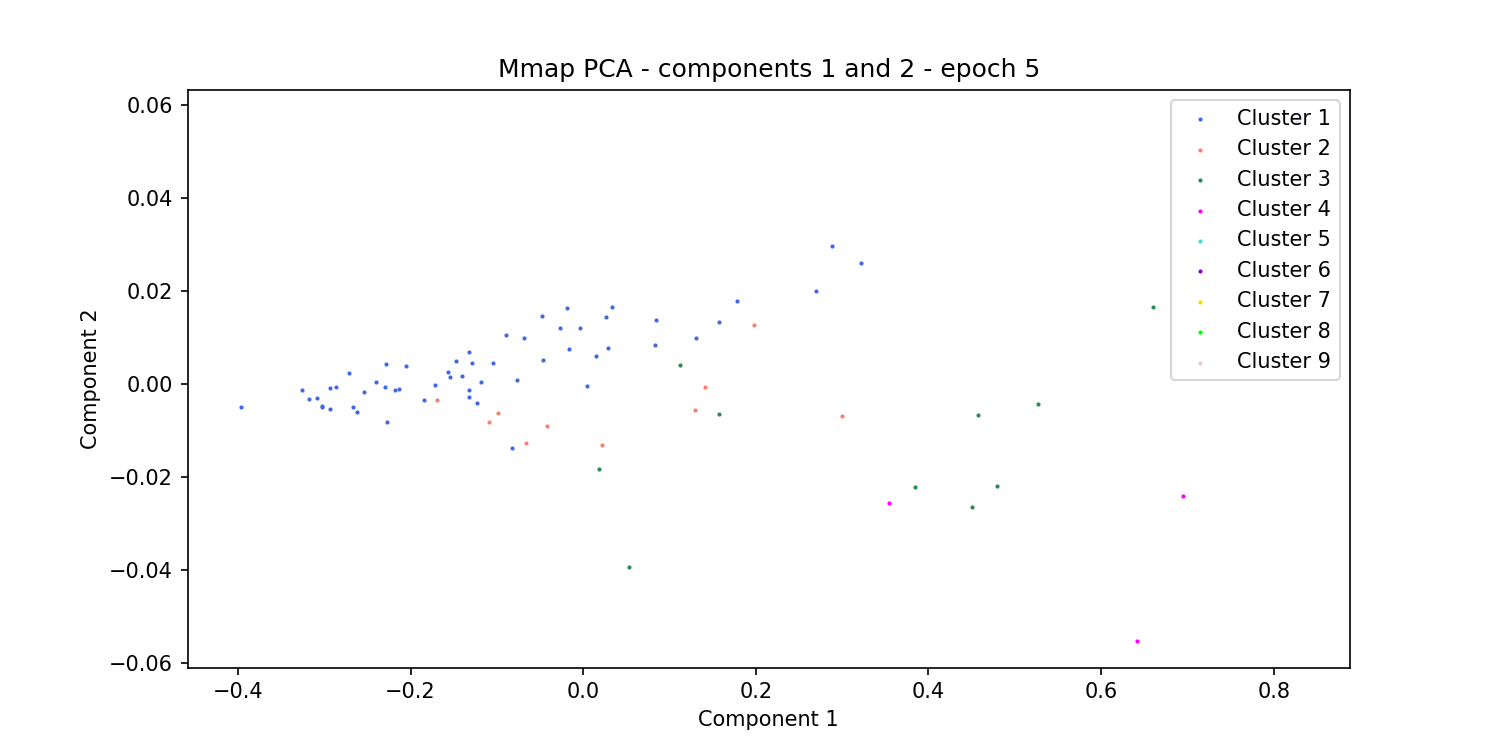 Mmap PCA - components 1 and 2 - epoch 5
0.06
0.04
0.02
0.00
−0.02
−0.04
−0.06
Component 2
Cluster 1
Cluster 2
Cluster 3
Cluster 4
Cluster 5
Cluster 6
Cluster 7
Cluster 8
Cluster 9
−0.4 −0.2 0.0 0.2 0.4 0.6 0.8
Component 1